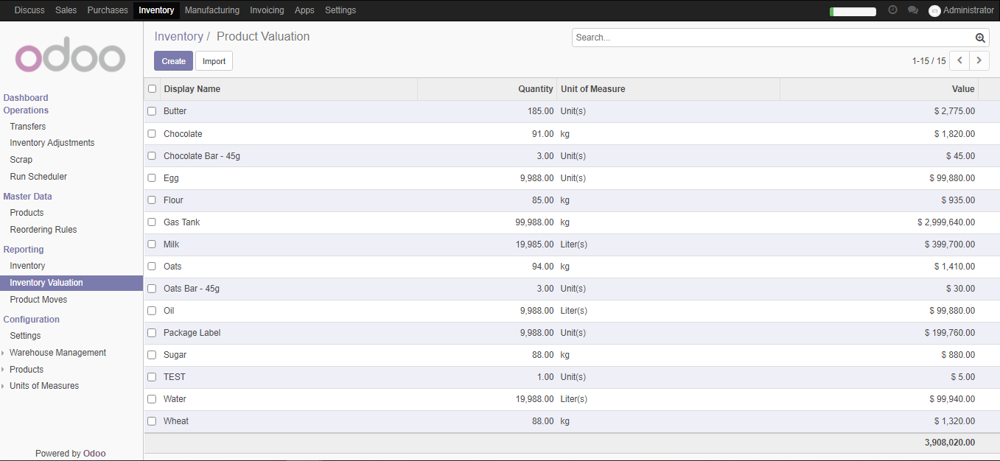 Discuss Sales Purchases Inventory Manufacturing Invoicing Apps Settings Administrator
odoo
Dashboard
Operations
Transfers
Inventory Adjustments
Scrap
Run Scheduler
Master Data
Products
Reordering Rules
Reporting
Inventory
Inventory Valuation
Product Moves
Configuration
Settings
Warehouse Management
Products
Units of Measures
Powered by Odoo
Inventory / Product Valuation
Search...
Create Import
1-15 / 15
Display Name Quantity Unit of Measure Value
Butter 185.00 Unit(s) $ 2,775.00
Chocolate 91.00 kg $ 1,820.00
Chocolate Bar - 45g 3.00 Unit(s) $ 45.00
Egg 9,988.00 Unit(s) $ 99,880.00
Flour 85.00 kg $ 935.00
Gas Tank 99,988.00 kg $ 2,999,640.00
Milk 19,985.00 Liter(s) $ 399,700.00
Oats 94.00 kg $ 1,410.00
Oats Bar - 45g 3.00 Unit(s) $ 30.00
Oil 9,988.00 Liter(s) $ 99,880.00
Package Label 9,988.00 Unit(s) $ 199,760.00
Sugar 88.00 kg $ 880.00
TEST 1.00 Unit(s) $ 5.00
Water 19,988.00 Liter(s) $ 99,940.00
Wheat 88.00 kg $ 1,320.00
3,908,020.00